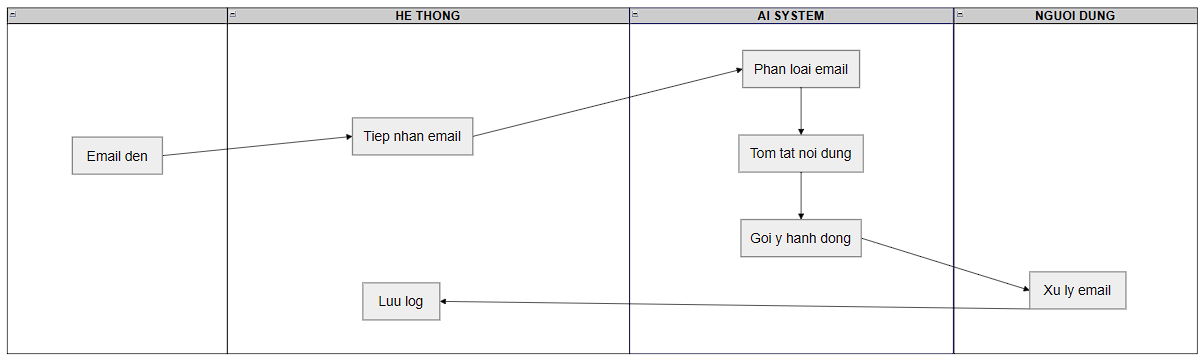 HE THONG
AI SYSTEM
NGUOI DUNG
Email den
Tiep nhan email
Phan loai email
Tom tat noi dung
Goi y hanh dong
Xu ly email
Luu log